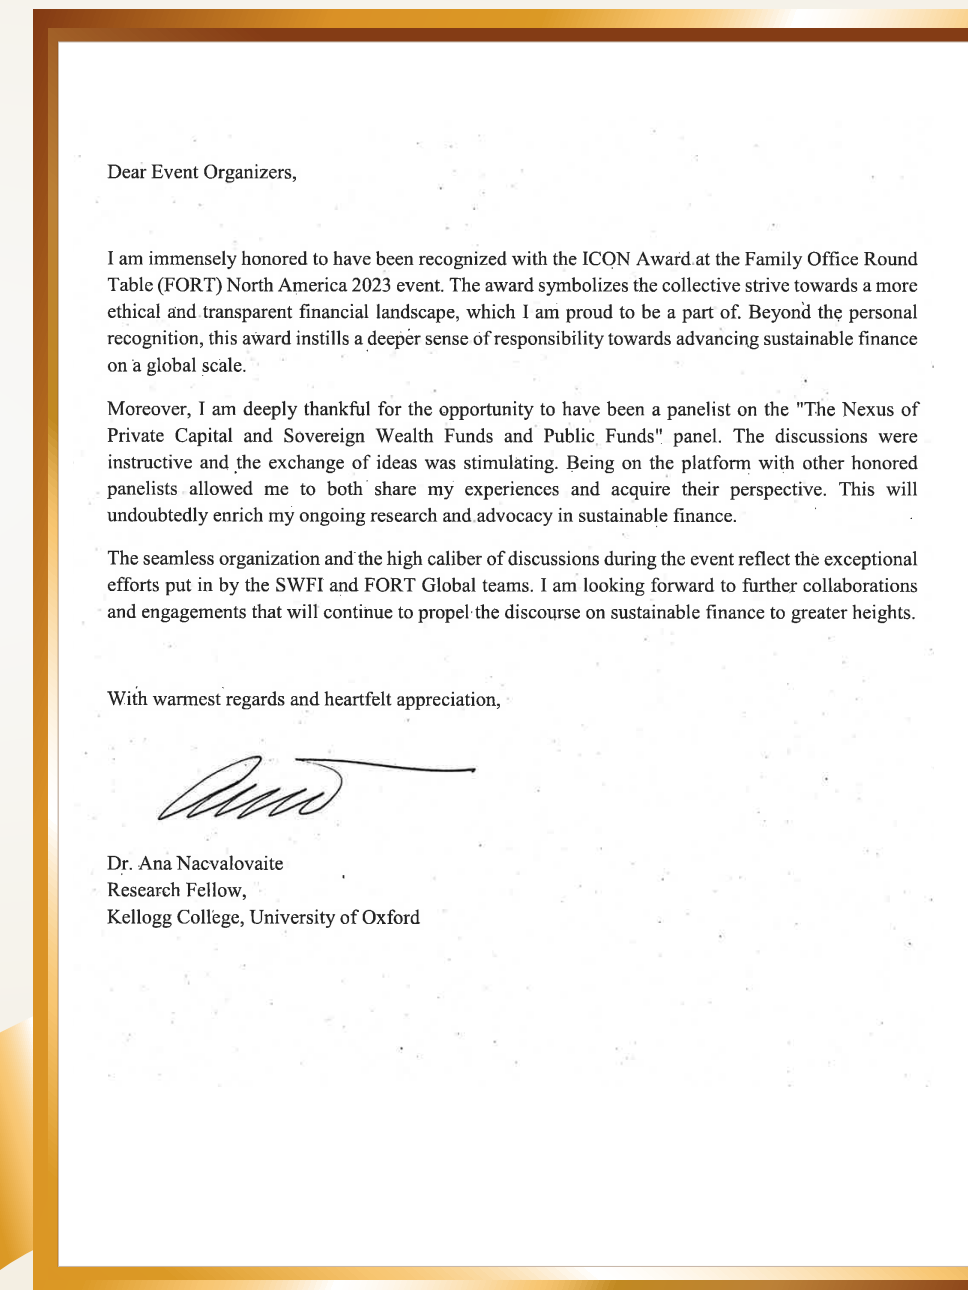 Dear Event Organizers,
I am immensely honored to have been recognized with the ICON Award at the Family Office Round
Table (FORT) North America 2023 event. The award symbolizes the collective strive towards a more
ethical and transparent financial landscape, which I am proud to be a part of. Beyond the personal
recognition, this award instills a deeper sense of responsibility towards advancing sustainable finance
on a global scale.
Moreover, I am deeply thankful for the opportunity to have been a panelist on the "The Nexus of
Private Capital and Sovereign Wealth Funds and Public Funds" panel. The discussions were
instructive and the exchange of ideas was stimulating. Being on the platform with other honored
panelists allowed me to both share my experiences and acquire their perspective. This will
undoubtedly enrich my ongoing research and advocacy in sustainable finance.
The seamless organization and the high caliber of discussions during the event reflect the exceptional
efforts put in by the SWFI and FORT Global teams. I am looking forward to further collaborations
and engagements that will continue to propel the discourse on sustainable finance to greater heights.
With warmest regards and heartfelt appreciation,
Dr. Ana Nacvalovaite
Research Fellow,
Kellogg College, University of Oxford